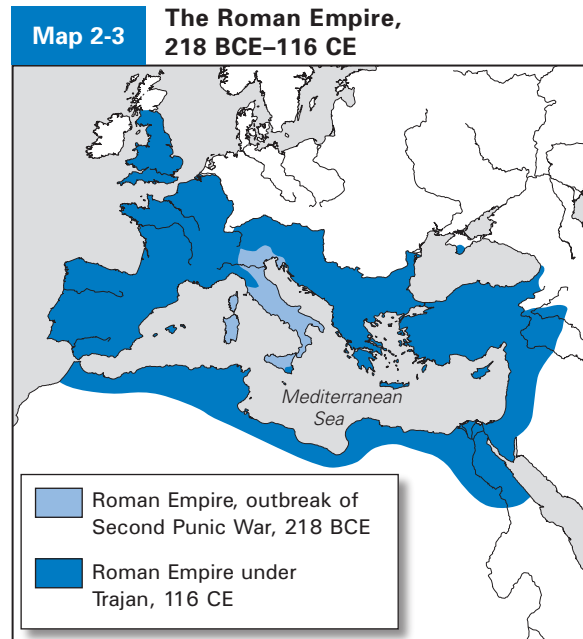 Map 2-3
The Roman Empire,
218 BCE–116 CE
Mediterranean
Sea
Roman Empire, outbreak of
Second Punic War, 218 BCE
Roman Empire under
Trajan, 116 CE